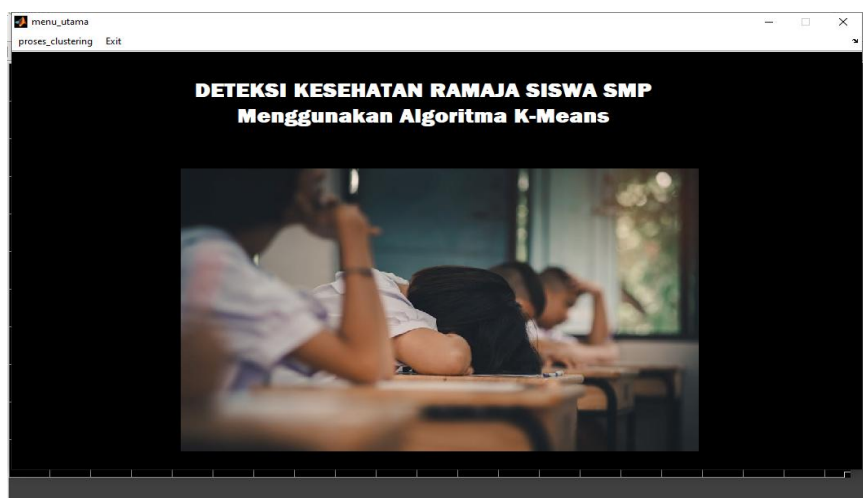 menu_utama
proses_clustering Exit
DETEKSI KESEHATAN RAMAJA SISWA SMP
Menggunakan Algoritma K-Means